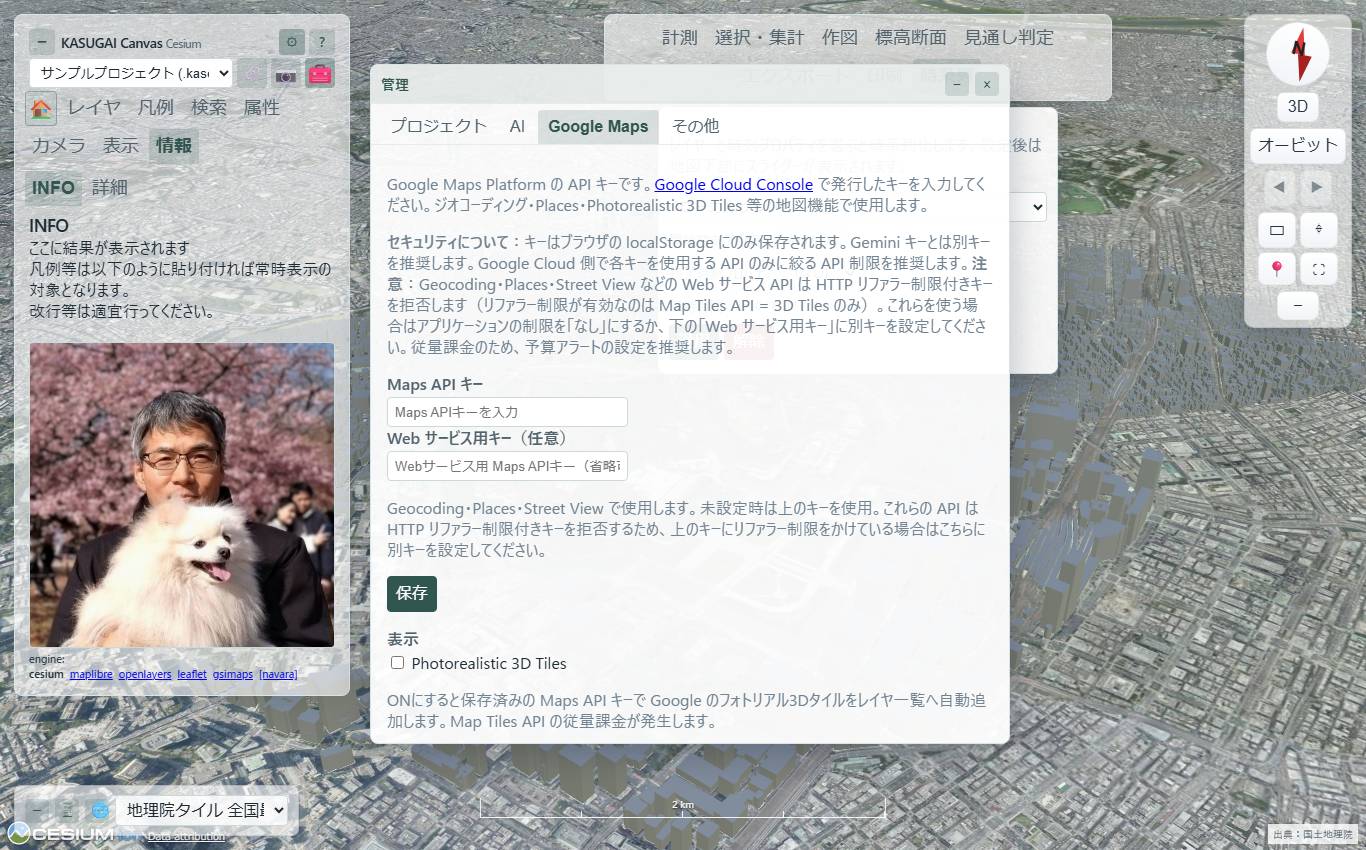 KASUGAI Canvas Cesium
?
サンプルプロジェクト (.kas
レイヤ 凡例 検索 属性
カメラ 表示 情報
INFO 詳細
INFO
ここに結果が表示されます
凡例等は以下のように貼り付ければ常時表示の
対象となります。
改行等は適宜行ってください。
engine:
cesium maplibre openlayers leaflet gsimaps [navara]
計測 選択・集計 作図 標高断面 見通し判定
管理
プロジェクト AI Google Maps その他
Google Maps Platform の API キーです。Google Cloud Console で発行したキーを入力してく
ださい。ジオコーディング・Places・Photorealistic 3D Tiles 等の地図機能で使用します。
セキュリティについて：キーはブラウザの localStorage にのみ保存されます。Gemini キーとは別キー
を推奨します。Google Cloud 側で各キーを使用する API のみに絞る API 制限を推奨します。注
意：Geocoding・Places・Street View などの Web サービス API は HTTP リファラー制限付きキー
を拒否します（リファラー制限が有効なのは Map Tiles API = 3D Tiles のみ）。これらを使う場
合はアプリケーションの制限を「なし」にするか、下の「Web サービス用キー」に別キーを設定してくださ
い。従量課金のため、予算アラートの設定を推奨します。
Maps API キー
Maps APIキーを入力
Web サービス用キー（任意）
Webサービス用 Maps APIキー（省略可
Geocoding・Places・Street View で使用します。未設定時は上のキーを使用。これらの API は
HTTP リファラー制限付きキーを拒否するため、上のキーにリファラー制限をかけている場合はこちらに
別キーを設定してください。
保存
表示
Photorealistic 3D Tiles
ONにすると保存済みの Maps API キーで Google のフォトリアル3Dタイルをレイヤ一覧へ自動追
加します。Map Tiles API の従量課金が発生します。
後は
N
3D
オービット
地理院タイル 全国最
CESIUM ion Data attribution
2 km
出典：国土地理院